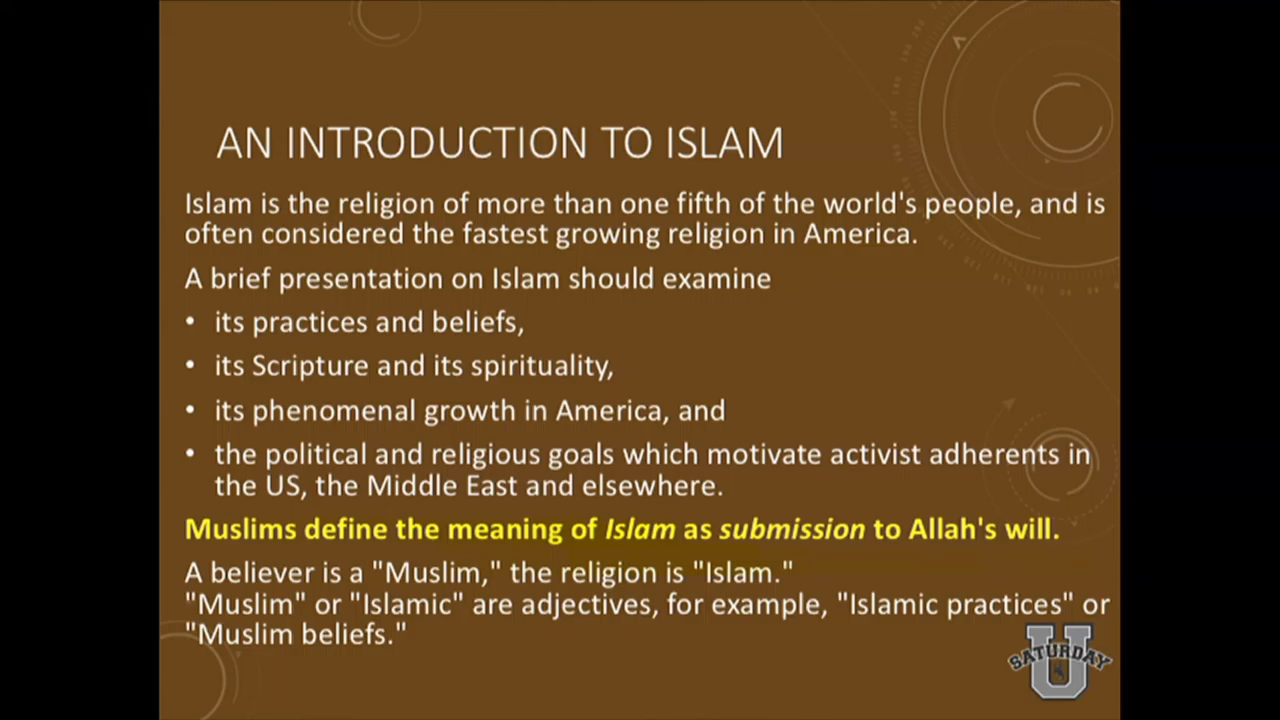 AN INTRODUCTION TO ISLAM
Islam is the religion of more than one fifth of the world's people, and is
often considered the fastest growing religion in America.
A brief presentation on Islam should examine
• its practices and beliefs,
• its Scripture and its spirituality,
• its phenomenal growth in America, and
• the political and religious goals which motivate activist adherents in
the US, the Middle East and elsewhere.
Muslims define the meaning of Islam as submission to Allah's will.
A believer is a "Muslim," the religion is "Islam."
"Muslim" or "Islamic" are adjectives, for example, "Islamic practices" or
"Muslim beliefs."
SATURDAY
U